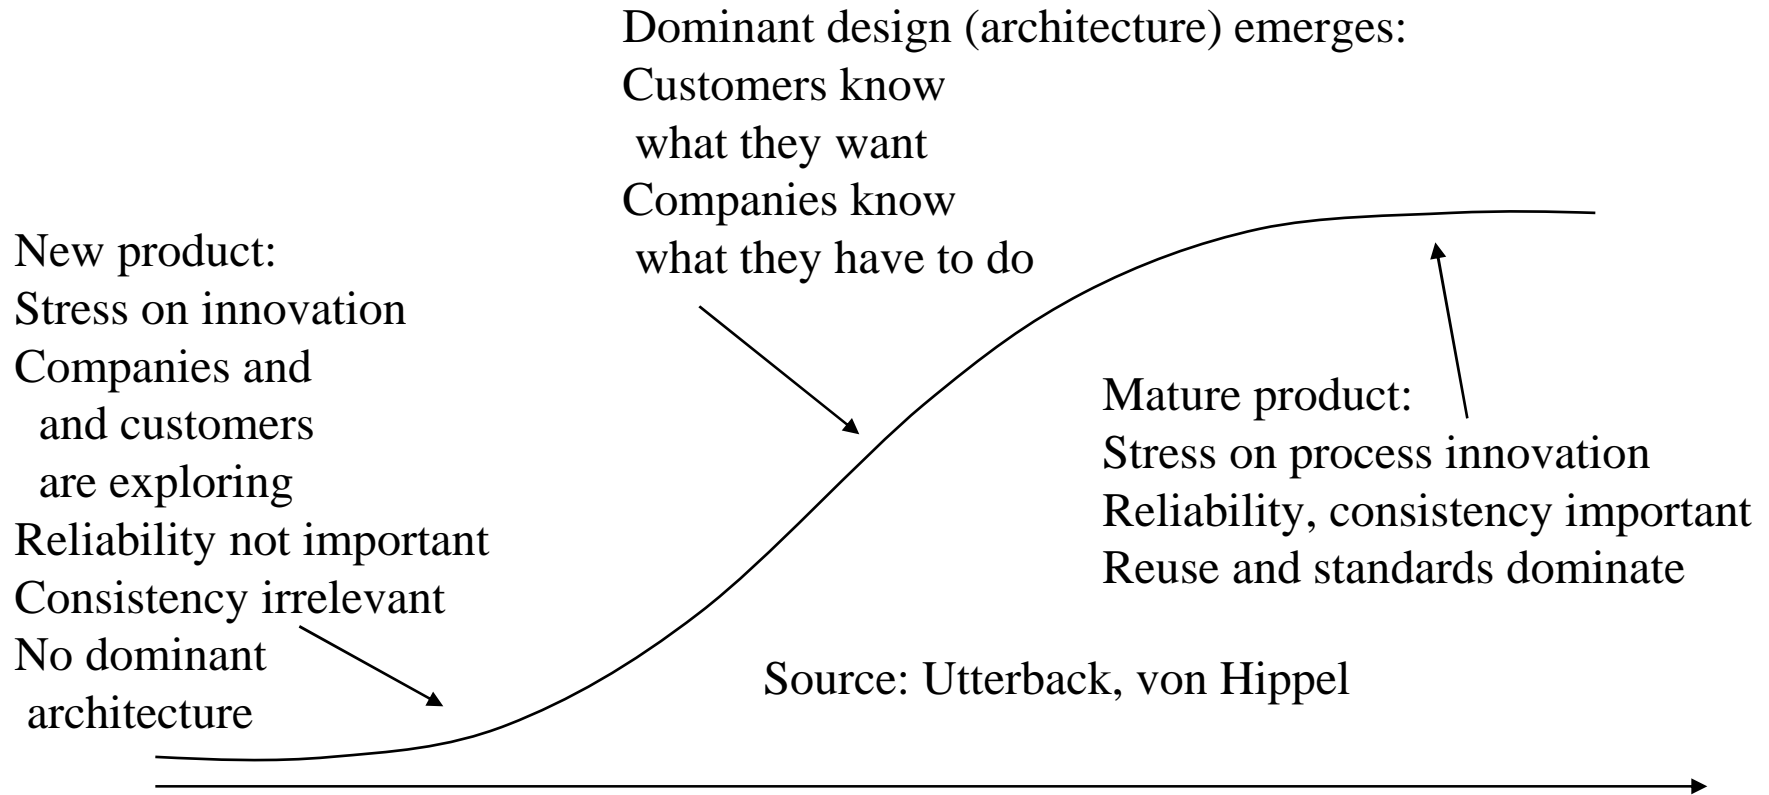 Dominant design (architecture) emerges:
Customers know
what they want
Companies know
what they have to do
New product:
Stress on innovation
Companies and
and customers
are exploring
Reliability not important
Consistency irrelevant
No dominant
architecture
Mature product:
Stress on process innovation
Reliability, consistency important
Reuse and standards dominate
Source: Utterback, von Hippel